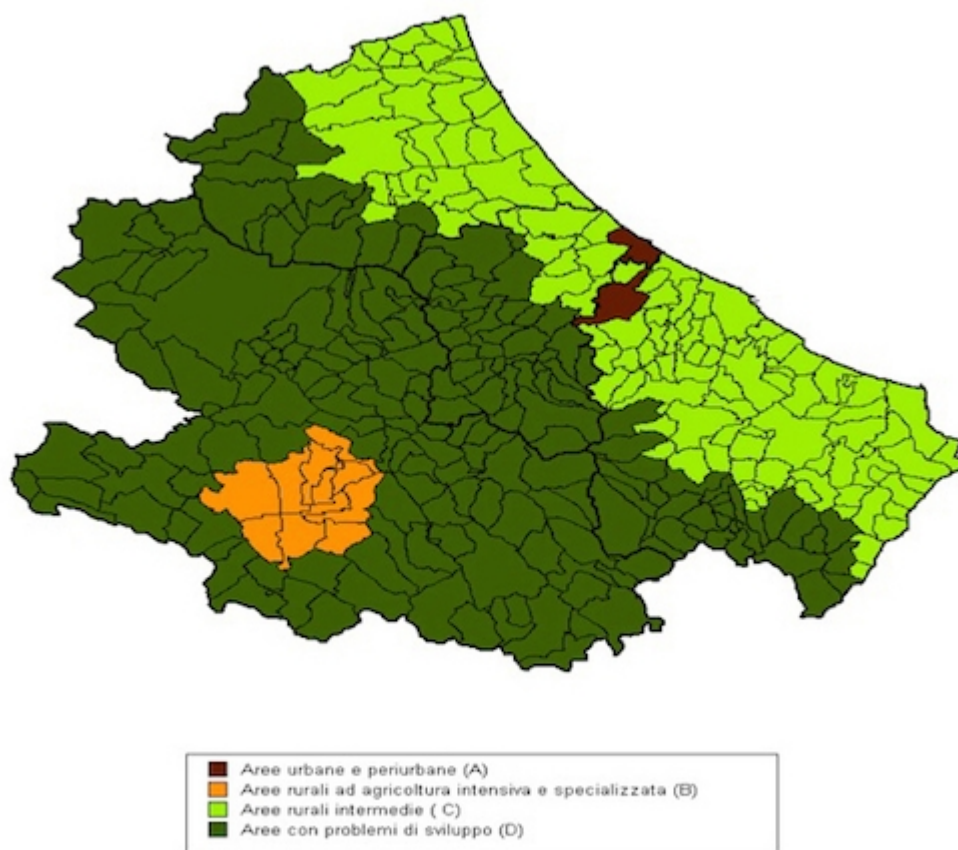 Aree urbane e periurbane (A)
Aree rurali ad agricoltura intensiva e specializzata (B)
Aree rurali intermedie ( C)
Aree con problemi di sviluppo (D)